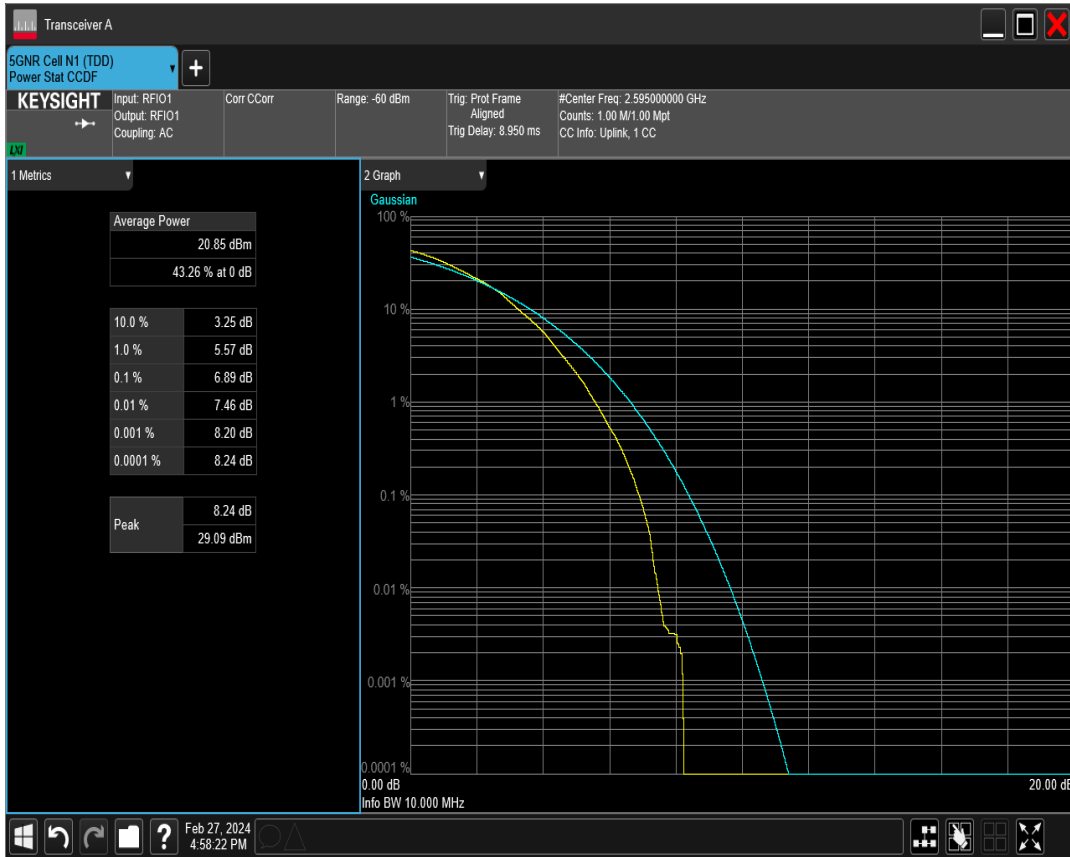 Transceiver A
5GNR Cell N1 (TDD)
Power Stat CCDF
KEYSIGHT
LXI
Input: RFIO1
Output: RFIO1
Coupling: AC
Corr CCorr
Range: -60 dBm
Trig: Prot Frame
Aligned
Trig Delay: 8.950 ms
#Center Freq: 2.595000000 GHz
Counts: 1.00 M/1.00 Mpt
CC Info: Uplink, 1 CC
1 Metrics
Average Power
20.85 dBm
43.26 % at 0 dB
10.0 % 3.25 dB
1.0 % 5.57 dB
0.1 % 6.89 dB
0.01 % 7.46 dB
0.001 % 8.20 dB
0.0001 % 8.24 dB
Peak
8.24 dB
29.09 dBm
2 Graph
Gaussian
100 %
10 %
1 %
0.1 %
0.01 %
0.001 %
0.0001 %
0.00 dB 20.00 dB
Info BW 10.000 MHz
Feb 27, 2024
4:58:22 PM